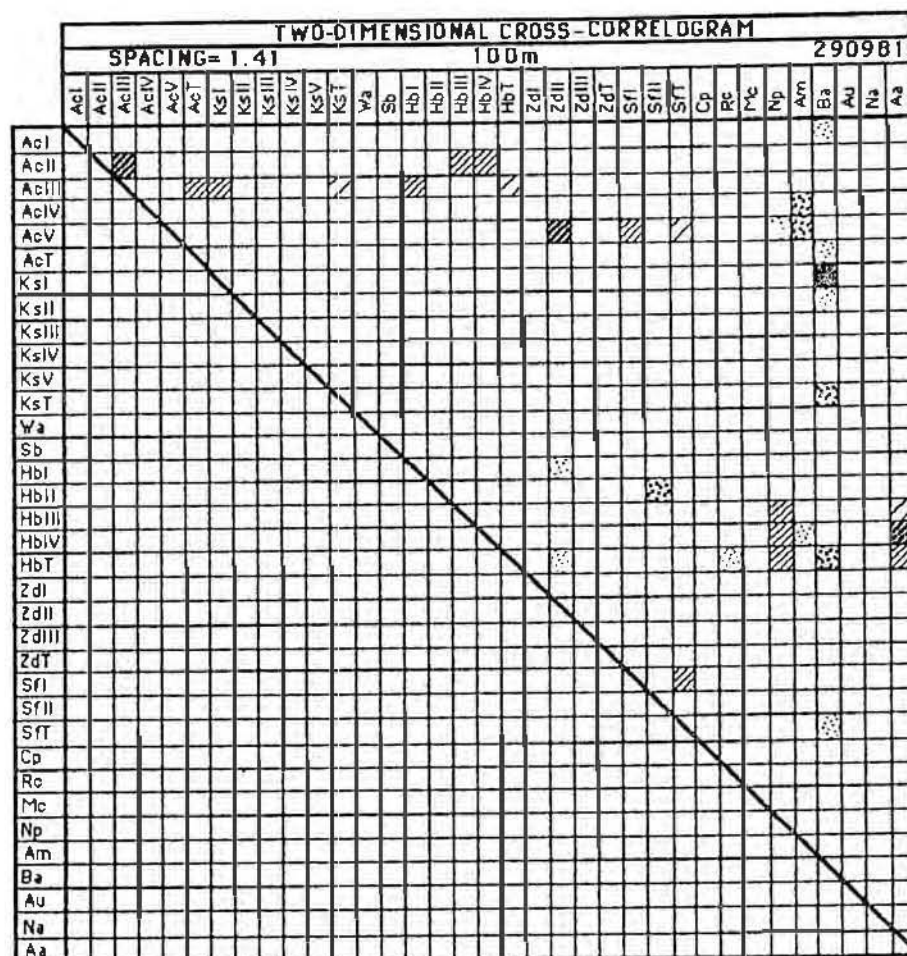 TWO-DIMENSIONAL CROSS-CORRELOGRAM
SPACING= 1.41 100m 290981
AcI AcII AcIII AcIV AcV AcT KsI KsII KsIII KsIV KsV KsT Wa Sb HbI HbII HbIII HbIV HbT ZdI ZdII ZdIII ZdT SfI SfII SfT Cp Rc Mc Np Am Ba Au Na Aa
AcI
AcII
AcIII
AcIV
AcV
AcT
KsI
KsII
KsIII
KsIV
KsV
KsT
Wa
Sb
HbI
HbII
HbIII
HbIV
HbT
ZdI
ZdII
ZdIII
ZdT
SfI
SfII
SfT
Cp
Rc
Mc
Np
Am
Ba
Au
Na
Aa